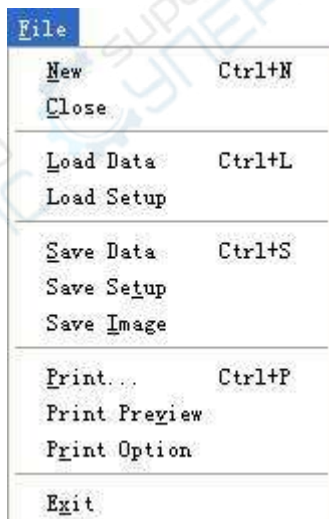 File
New Ctrl+N
Close
Load Data Ctrl+L
Load Setup
Save Data Ctrl+S
Save Setup
Save Image
Print... Ctrl+P
Print Preview
Print Option
Exit